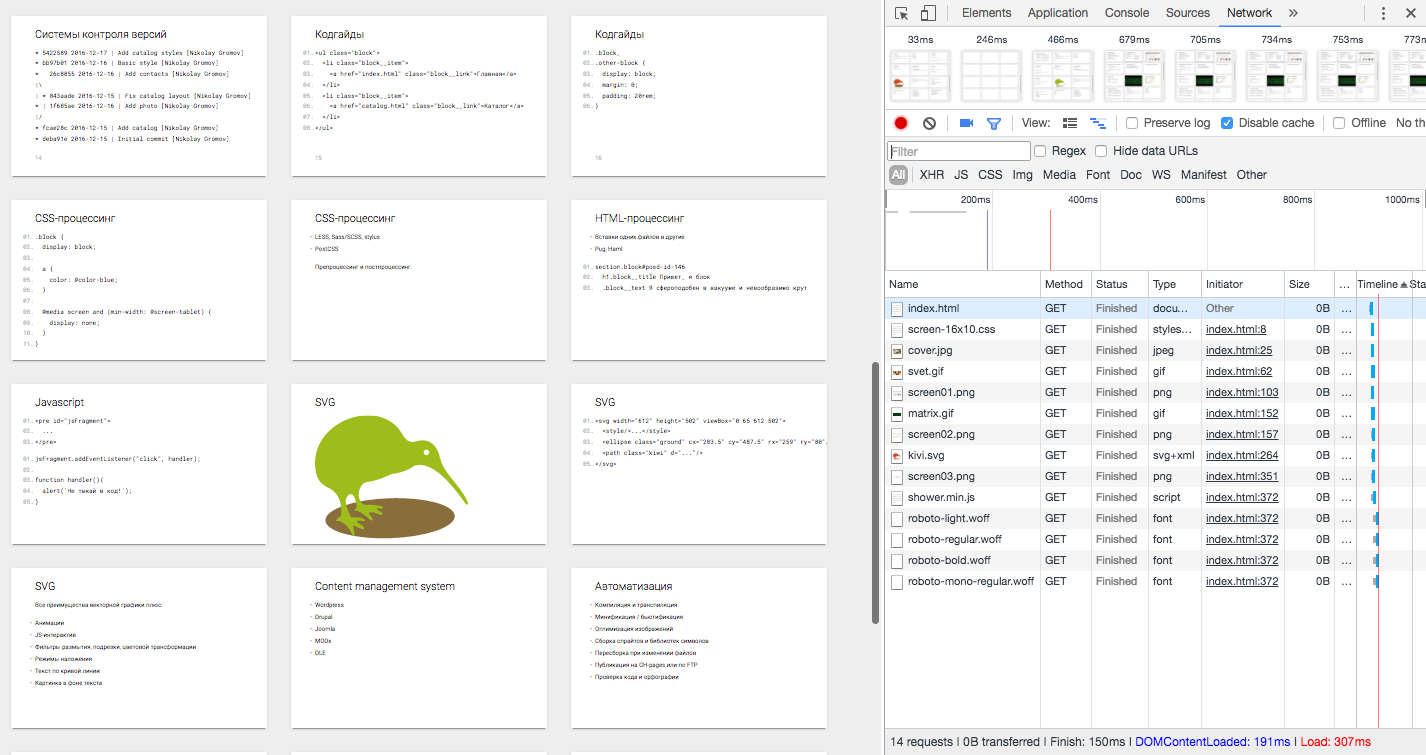 Системы контроля версий
* 5422589 2016-12-17 | Add catalog styles [Nikolay Gromov]
* bb97b01 2016-12-16 | Basic style [Nikolay Gromov]
* 26c8855 2016-12-16 | Add contacts [Nikolay Gromov]
|\
| * 843aade 2016-12-15 | Fix catalog layout [Nikolay Gromov]
* | 1f685ae 2016-12-16 | Add photo [Nikolay Gromov]
|/
* fcae28c 2016-12-15 | Add catalog [Nikolay Gromov]
* deba91e 2016-12-15 | Initial commit [Nikolay Gromov]
14
Кодгайды
01. <ul class="block">
02. <li class="block__item">
03. <a href="index.html" class="block__link">Главная</a>
04. </li>
05. <li class="block__item">
06. <a href="catalog.html" class="block__link">Каталог</a>
07. </li>
08. </ul>
15
Кодгайды
01. .block,
02. .other-block {
03. display: block;
04. margin: 0;
05. padding: 20rem;
06. }
16
CSS-процессинг
01. .block {
02. display: block;
03.
04. a {
05. color: @color-blue;
06. }
07.
08. @media screen and (min-width: @screen-tablet) {
09. display: none;
10. }
11. }
CSS-процессинг
LESS, Sass/SCSS, stylus
PostCSS
Препроцессинг и постпроцессинг.
HTML-процессинг
Вставки одних файлов в другие
Pug, Haml
01. section.block#posd-id-146
02. h1.block__title Привет, я блок
03. .block__text Я сфероподобен в вакууме и невообразимо крут
Javascript
01. <pre id="jsFragment">
02. ...
03. </pre>
01. jsFragment.addEventListener("click", handler);
02.
03. function handler(){
04. alert('Не тыкай в код!');
05. }
SVG
SVG
01. <svg width="612" height="502" viewBox="0 65 612 502">
02. <style/>...</style>
03. <ellipse class="ground" cx="283.5" cy="487.5" rx="259" ry="80"
04. <path class="kiwi" d="..."/>
05. </svg>
SVG
Все преимущества векторной графики плюс:
Анимации
JS-интерактив
Фильтры размытия, подрезки, цветовой трансформации
Режимы наложения
Текст по кривой линии
Картинка в фоне текста
Content management system
Wordpress
Drupal
Joomla
MODx
DLE
Автоматизация
Компиляция и транспиляция
Минификация / бьютификация
Оптимизация изображений
Сборка спрайтов и библиотек символов
Пересборка при изменении файлов
Публикация на GH-pages или по FTP
Проверка кода и орфографии
Elements Application Console Sources Network »
33ms 246ms 466ms 679ms 705ms 734ms 753ms 773m
View: Preserve log Disable cache Offline No th
Filter Regex Hide data URLs
All XHR JS CSS Img Media Font Doc WS Manifest Other
200ms 400ms 600ms 800ms 1000ms
Name Method Status Type Initiator Size ... Timeline Sta
index.html GET Finished docu... Other 0B ...
screen-16x10.css GET Finished styles... index.html:8 0B ...
cover.jpg GET Finished jpeg index.html:25 0B ...
svet.gif GET Finished gif index.html:62 0B ...
screen01.png GET Finished png index.html:103 0B ...
matrix.gif GET Finished gif index.html:152 0B ...
screen02.png GET Finished png index.html:157 0B ...
kivi.svg GET Finished svg+xml index.html:264 0B ...
screen03.png GET Finished png index.html:351 0B ...
shower.min.js GET Finished script index.html:372 0B ...
roboto-light.woff GET Finished font index.html:372 0B ...
roboto-regular.woff GET Finished font index.html:372 0B ...
roboto-bold.woff GET Finished font index.html:372 0B ...
roboto-mono-regular.woff GET Finished font index.html:372 0B ...
14 requests | 0B transferred | Finish: 150ms | DOMContentLoaded: 191ms | Load: 307ms